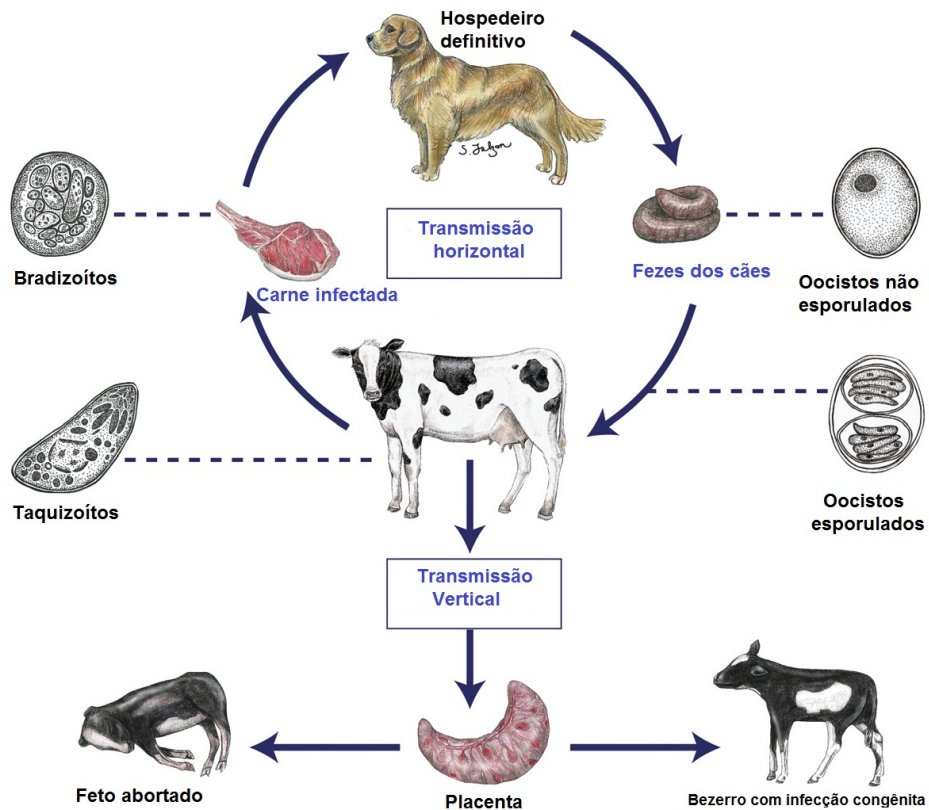 Hospedeiro
definitivo
S. Falzon
Transmissão
horizontal
Bradizoítos
Carne infectada
Fezes dos cães
Oocistos não
esporulados
Taquizoítos
Oocistos
esporulados
Transmissão
Vertical
Feto abortado
Placenta
Bezerro com infecção congênita